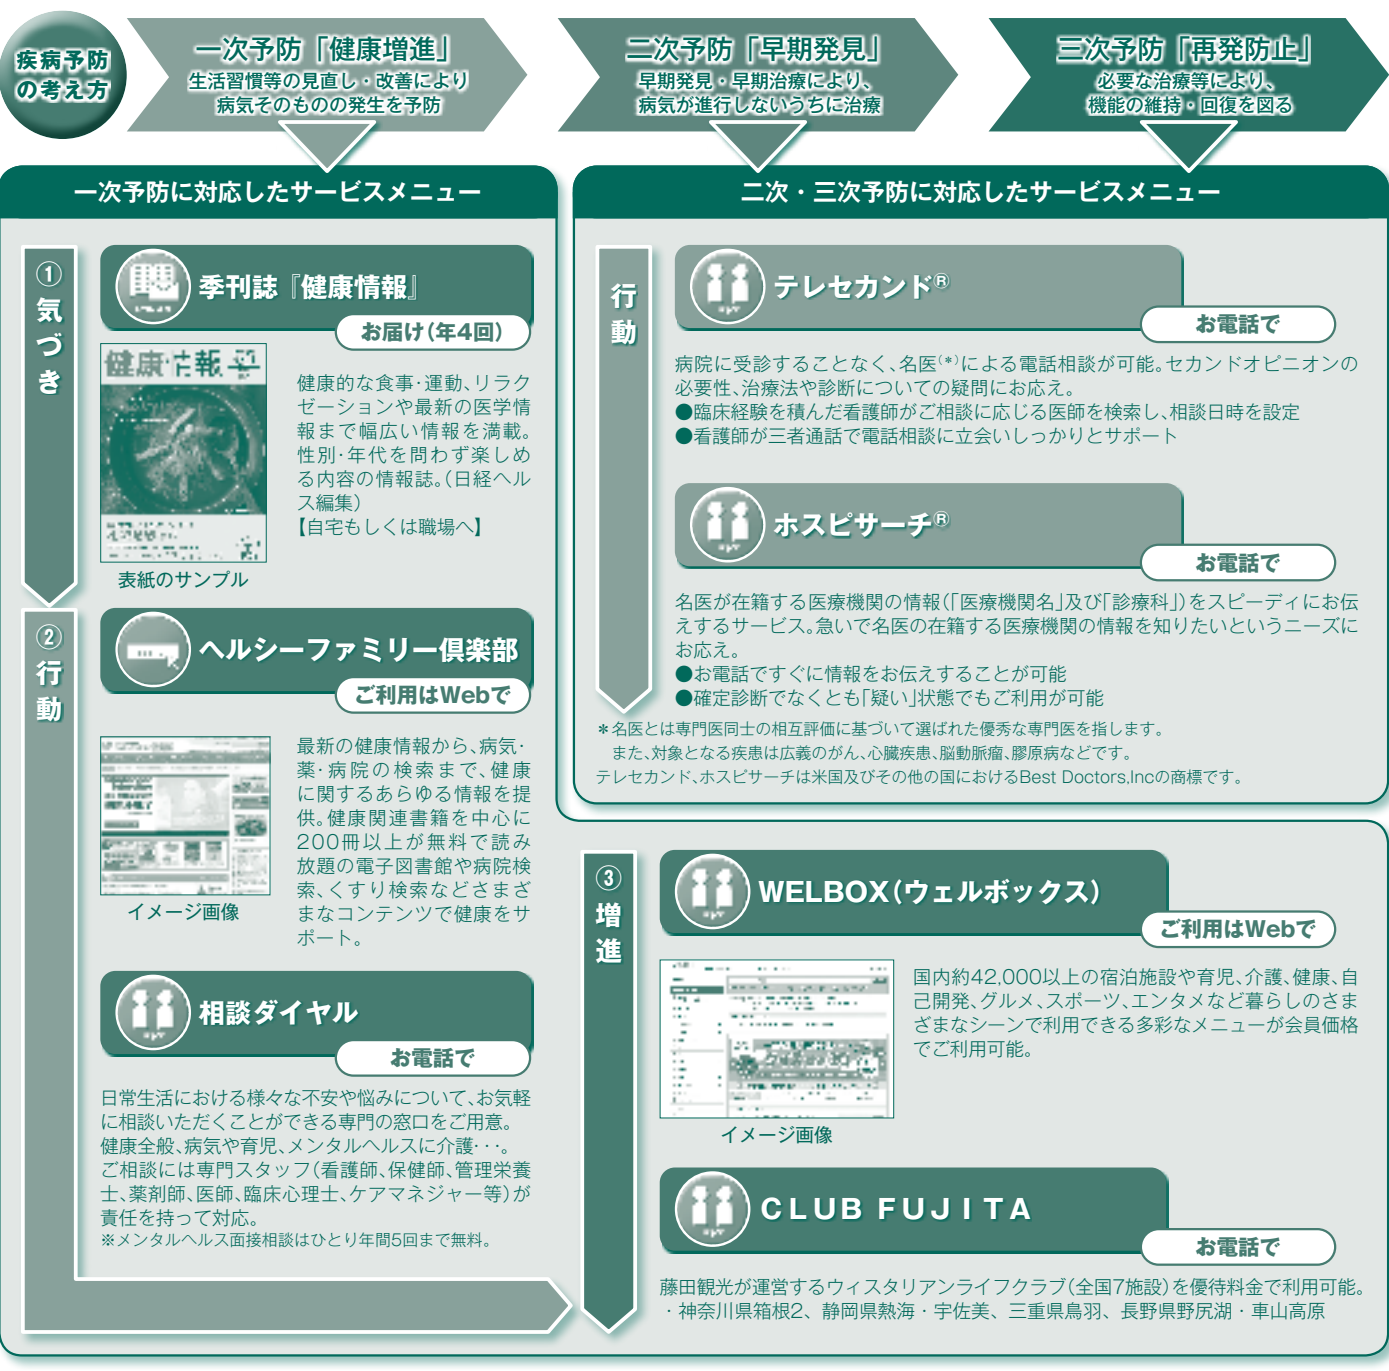 疾病予防
の考え方
一次予防「健康増進」
生活習慣等の見直し・改善により
病気そのものの発生を予防
二次予防「早期発見」
早期発見・早期治療により、
病気が進行しないうちに治療
三次予防「再発防止」
必要な治療等により、
機能の維持・回復を図る
一次予防に対応したサービスメニュー
①気づき
季刊誌『健康情報』
お届け(年4回)
健康情報
健康的な食事・運動、リラク
ゼーションや最新の医学情
報まで幅広い情報を満載。
性別・年代を問わず楽しめ
る内容の情報誌。(日経ヘル
ス編集)
【自宅もしくは職場へ】
表紙のサンプル
②行動
ヘルシーファミリー倶楽部
ご利用はWebで
最新の健康情報から、病気・
薬・病院の検索まで、健康
に関するあらゆる情報を提
供。健康関連書籍を中心に
200冊以上が無料で読み
放題の電子図書館や病院検
索、くすり検索などさまざ
まなコンテンツで健康をサ
ポート。
イメージ画像
相談ダイヤル
お電話で
日常生活における様々な不安や悩みについて、お気軽
に相談いただくことができる専門の窓口をご用意。
健康全般、病気や育児、メンタルヘルスに介護・・・。
ご相談には専門スタッフ(看護師、保健師、管理栄養
士、薬剤師、医師、臨床心理士、ケアマネジャー等)が
責任を持って対応。
※メンタルヘルス面接相談はひとり年間5回まで無料。
二次・三次予防に対応したサービスメニュー
行動
テレセカンド®
お電話で
病院に受診することなく、名医(*)による電話相談が可能。セカンドオピニオンの
必要性、治療法や診断についての疑問にお応え。
●臨床経験を積んだ看護師がご相談に応じる医師を検索し、相談日時を設定
●看護師が三者通話で電話相談に立会いしっかりとサポート
ホスピサーチ®
お電話で
名医が在籍する医療機関の情報(「医療機関名」及び「診療科」)をスピーディにお伝
えするサービス。急いで名医の在籍する医療機関の情報を知りたいというニーズに
お応え。
●お電話ですぐに情報をお伝えすることが可能
●確定診断でなくとも「疑い」状態でもご利用が可能
＊名医とは専門医同士の相互評価に基づいて選ばれた優秀な専門医を指します。
また、対象となる疾患は広義のがん、心臓疾患、脳動脈瘤、膠原病などです。
テレセカンド、ホスピサーチは米国及びその他の国におけるBest Doctors,Incの商標です。
③増進
WELBOX(ウェルボックス)
ご利用はWebで
国内約42,000以上の宿泊施設や育児、介護、健康、自
己開発、グルメ、スポーツ、エンタメなど暮らしのさま
ざまなシーンで利用できる多彩なメニューが会員価格
でご利用可能。
イメージ画像
CLUB FUJITA
お電話で
藤田観光が運営するウィスタリアンライフクラブ(全国7施設)を優待料金で利用可能。
・神奈川県箱根2、静岡県熱海・宇佐美、三重県鳥羽、長野県野尻湖・車山高原